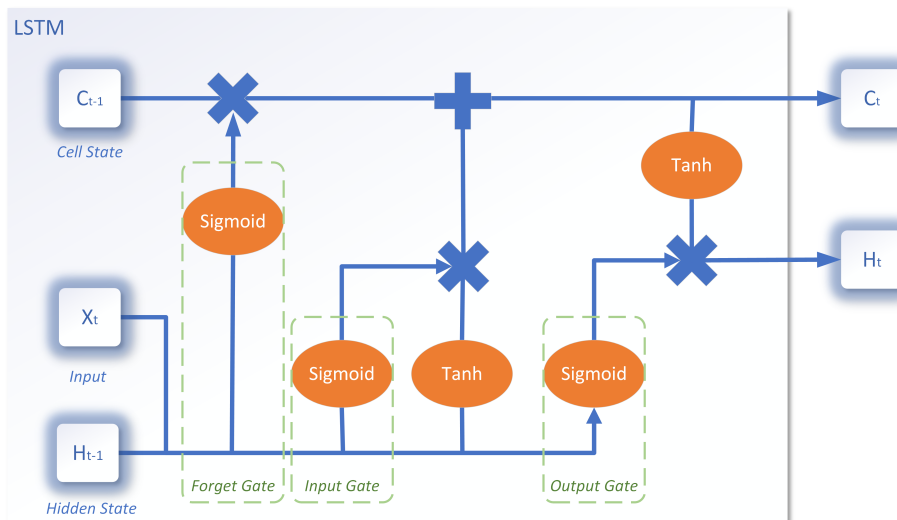 LSTM
Cₜ₋₁
Cₜ
Cell State
Tanh
Sigmoid
Hₜ
Xₜ
Input
Sigmoid
Tanh
Sigmoid
Hₜ₋₁
Forget Gate
Input Gate
Output Gate
Hidden State